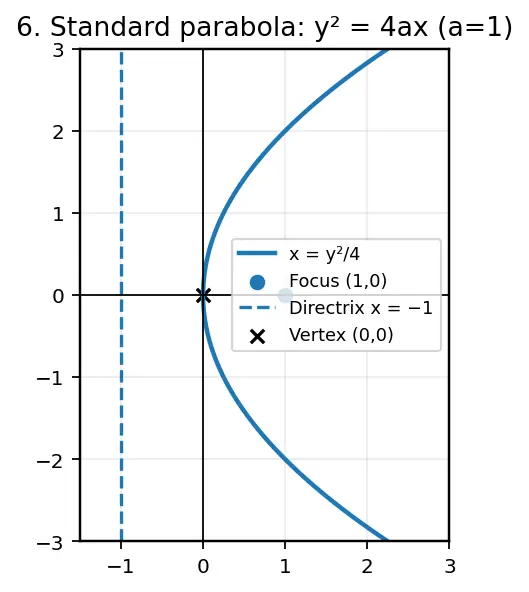 6. Standard parabola: y² = 4ax (a=1)
3
2
1
0
−1
−2
−3
x = y²/4
Focus (1,0)
Directrix x = −1
Vertex (0,0)
−1 0 1 2 3